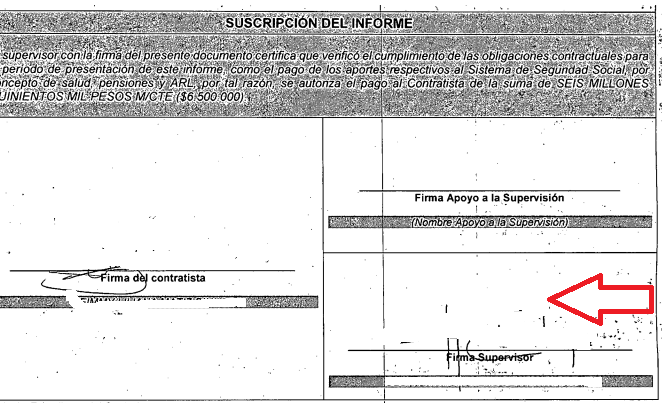 SUSCRIPCIÓN DEL INFORME
supervisor con la firma del presente documento certifica que verificó el cumplimiento de las obligaciones contractuales para
periodo de presentación de este informe, como el pago de los aportes respectivos al Sistema de Seguridad Social, por
ncepto de salud, pensiones y ARL, por tal razón, se autoriza el pago al Contratista de la suma de SEIS MILLONES
UINIENTOS MIL PESOS M/CTE ($6.500.000).
Firma Apoyo a la Supervisión
(Nombre Apoyo a la Supervisión)
Firma del contratista
Firma Supervisor